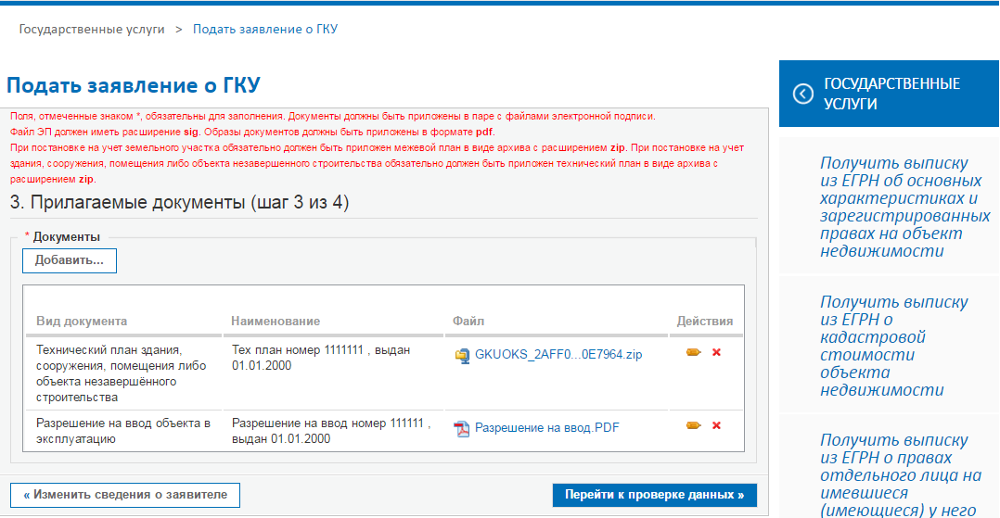 Государственные услуги > Подать заявление о ГКУ
Подать заявление о ГКУ
Поля, отмеченные знаком *, обязательны для заполнения. Документы должны быть приложены в паре с файлами электронной подписи.
Файл ЭП должен иметь расширение sig. Образы документов должны быть приложены в формате pdf.
При постановке на учет земельного участка обязательно должен быть приложен межевой план в виде архива с расширением zip. При постановке на учет
здания, сооружения, помещения либо объекта незавершенного строительства обязательно должен быть приложен технический план в виде архива с
расширением zip.
3. Прилагаемые документы (шаг 3 из 4)
* Документы
Добавить...
Вид документа Наименование Файл Действия
Технический план здания,
сооружения, помещения либо
объекта незавершённого
строительства
Тех план номер 1111111 , выдан
01.01.2000
GKUOKS_2AFF0...0E7964.zip
Разрешение на ввод объекта в
эксплуатацию
Разрешение на ввод номер 111111 ,
выдан 01.01.2000
Разрешение на ввод.PDF
« Изменить сведения о заявителе
Перейти к проверке данных »
ГОСУДАРСТВЕННЫЕ
УСЛУГИ
Получить выписку
из ЕГРН об основных
характеристиках и
зарегистрированных
правах на объект
недвижимости
Получить выписку
из ЕГРН о
кадастровой
стоимости
объекта
недвижимости
Получить выписку
из ЕГРН о правах
отдельного лица на
имевшиеся
(имеющиеся) у него